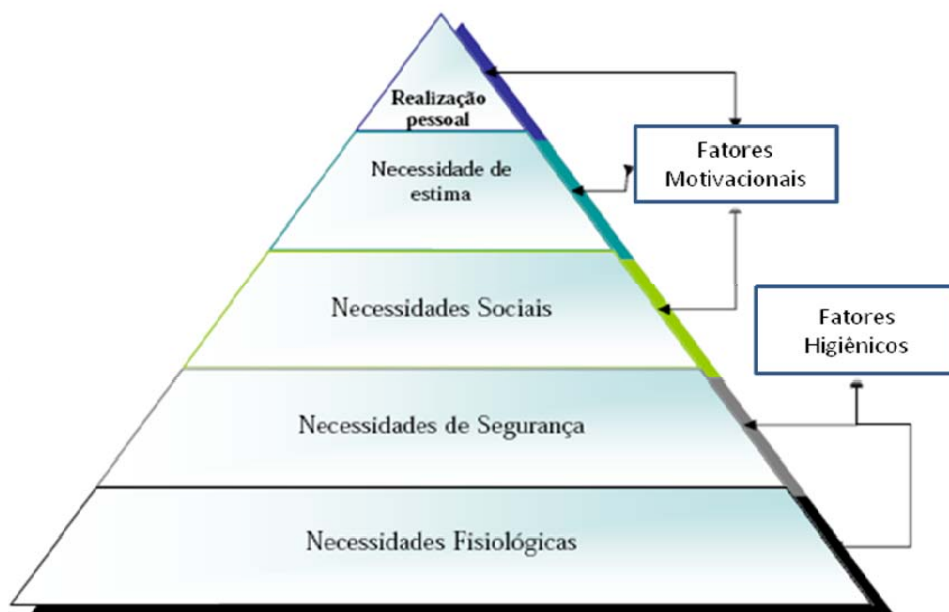 Realização
pessoal
Necessidade de
estima
Fatores
Motivacionais
Necessidades Sociais
Fatores
Higiênicos
Necessidades de Segurança
Necessidades Fisiológicas